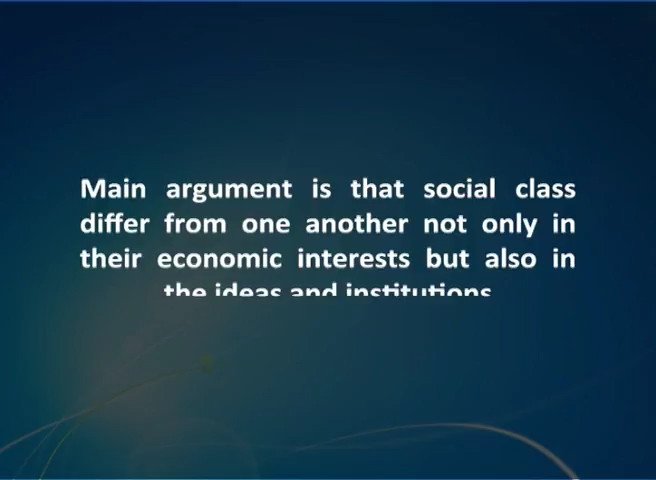 Main argument is that social class
differ from one another not only in
their economic interests but also in
the ideas and institutions